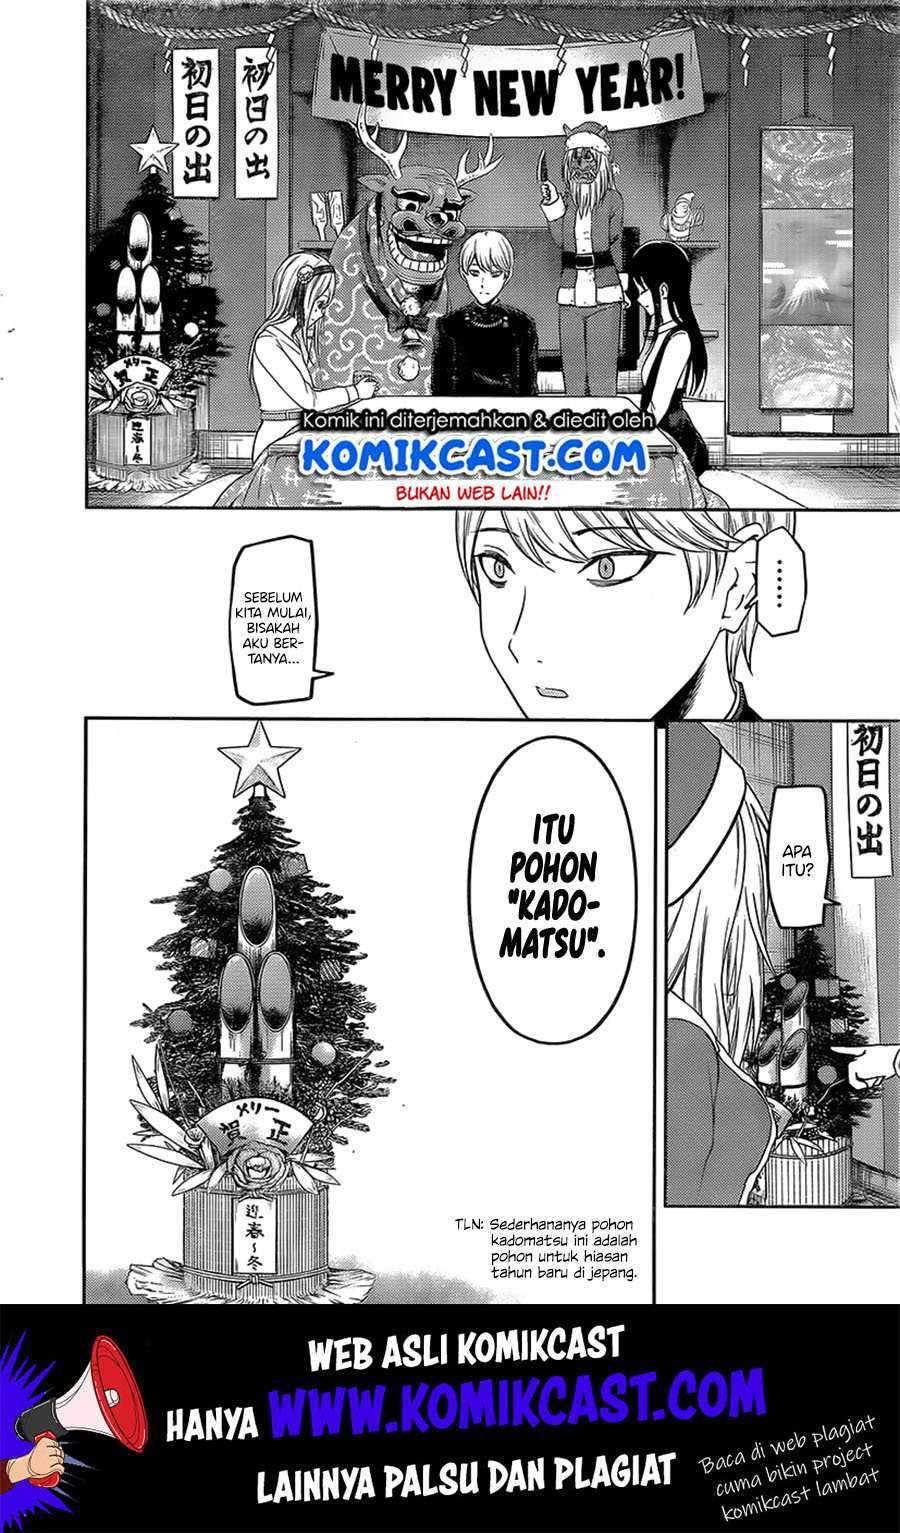 MERRY NEW YEAR!
初日の出
初日の出
メリー
賀正
迎春〜冬
Komik ini diterjemahkan & diedit oleh
KOMIKCAST.COM
BUKAN WEB LAIN!!
........
SEBELUM
KITA MULAI,
BISAKAH
AKU BER-
TANYA...
初日の出
APA
ITU?
ITU
POHON
"KADO-
MATSU".
メリー
賀正
迎春〜冬
TLN: Sederhananya pohon
kadomatsu ini adalah
pohon untuk hiasan
tahun baru di jepang.
WEB ASLI KOMIKCAST
HANYA WWW.KOMIKCAST.COM
LAINNYA PALSU DAN PLAGIAT
Baca di web plagiat
cuma bikin project
komikcast lambat